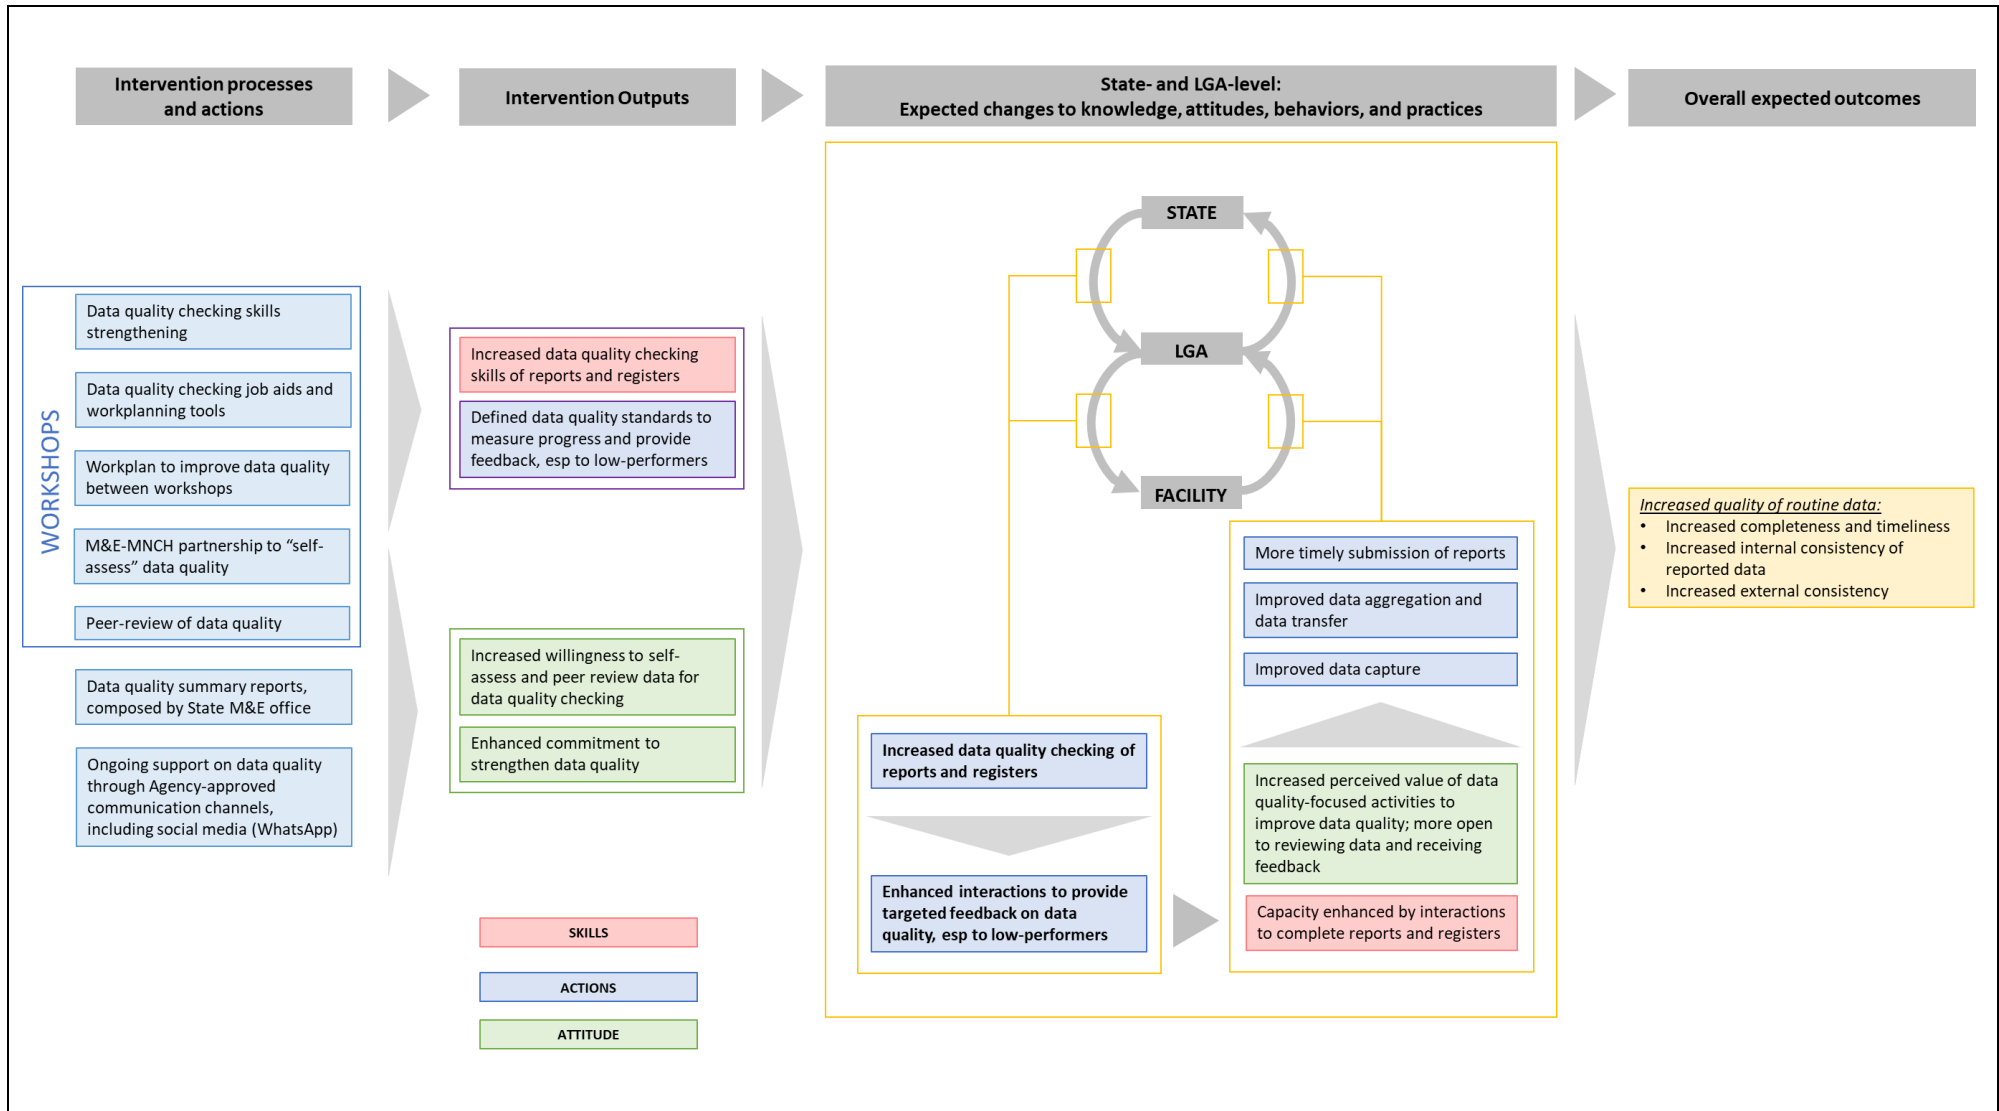 Intervention processes
and actions
Intervention Outputs
State- and LGA-level:
Expected changes to knowledge, attitudes, behaviors, and practices
Overall expected outcomes
WORKSHOPS
Data quality checking skills
strengthening
Data quality checking job aids and
workplanning tools
Workplan to improve data quality
between workshops
M&E-MNCH partnership to “self-
assess” data quality
Peer-review of data quality
Data quality summary reports,
composed by State M&E office
Ongoing support on data quality
through Agency-approved
communication channels,
including social media (WhatsApp)
Increased data quality checking
skills of reports and registers
Defined data quality standards to
measure progress and provide
feedback, esp to low-performers
Increased willingness to self-
assess and peer review data for
data quality checking
Enhanced commitment to
strengthen data quality
SKILLS
ACTIONS
ATTITUDE
STATE
LGA
FACILITY
Increased data quality checking of
reports and registers
Enhanced interactions to provide
targeted feedback on data
quality, esp to low-performers
More timely submission of reports
Improved data aggregation and
data transfer
Improved data capture
Increased perceived value of data
quality-focused activities to
improve data quality; more open
to reviewing data and receiving
feedback
Capacity enhanced by interactions
to complete reports and registers
Increased quality of routine data:
• Increased completeness and timeliness
• Increased internal consistency of
reported data
• Increased external consistency